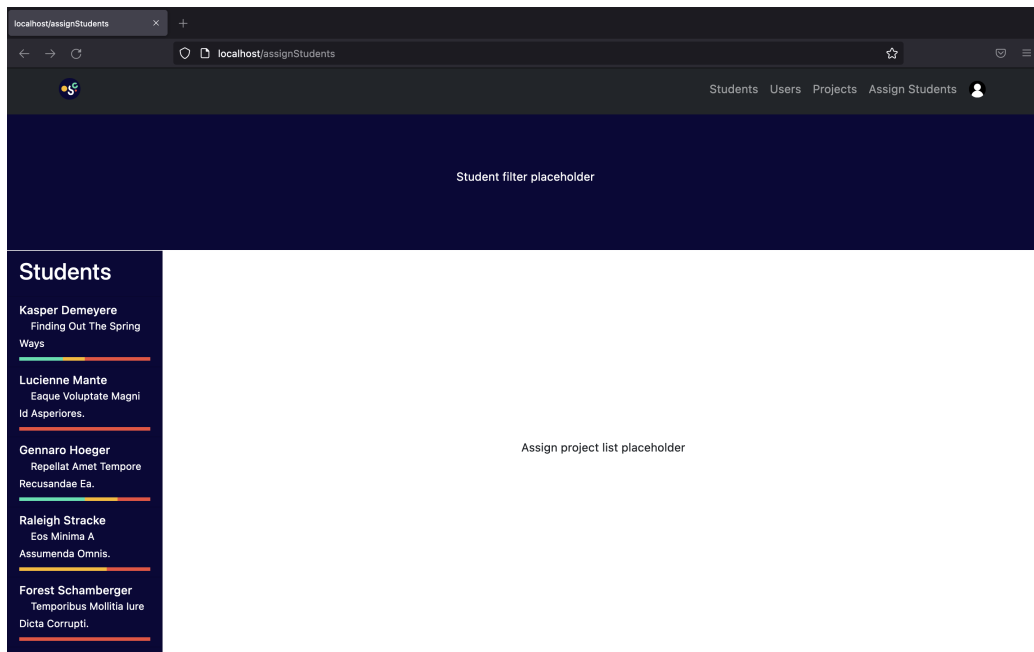 localhost/assignStudents
localhost/assignStudents
Students Users Projects Assign Students
Student filter placeholder
Students
Kasper Demeyere
Finding Out The Spring
Ways
Lucienne Mante
Eaque Voluptate Magni
Id Asperiores.
Gennaro Hoeger
Repellat Amet Tempore
Recusandae Ea.
Raleigh Stracke
Eos Minima A
Assumenda Omnis.
Forest Schamberger
Temporibus Mollitia Iure
Dicta Corrupti.
Assign project list placeholder